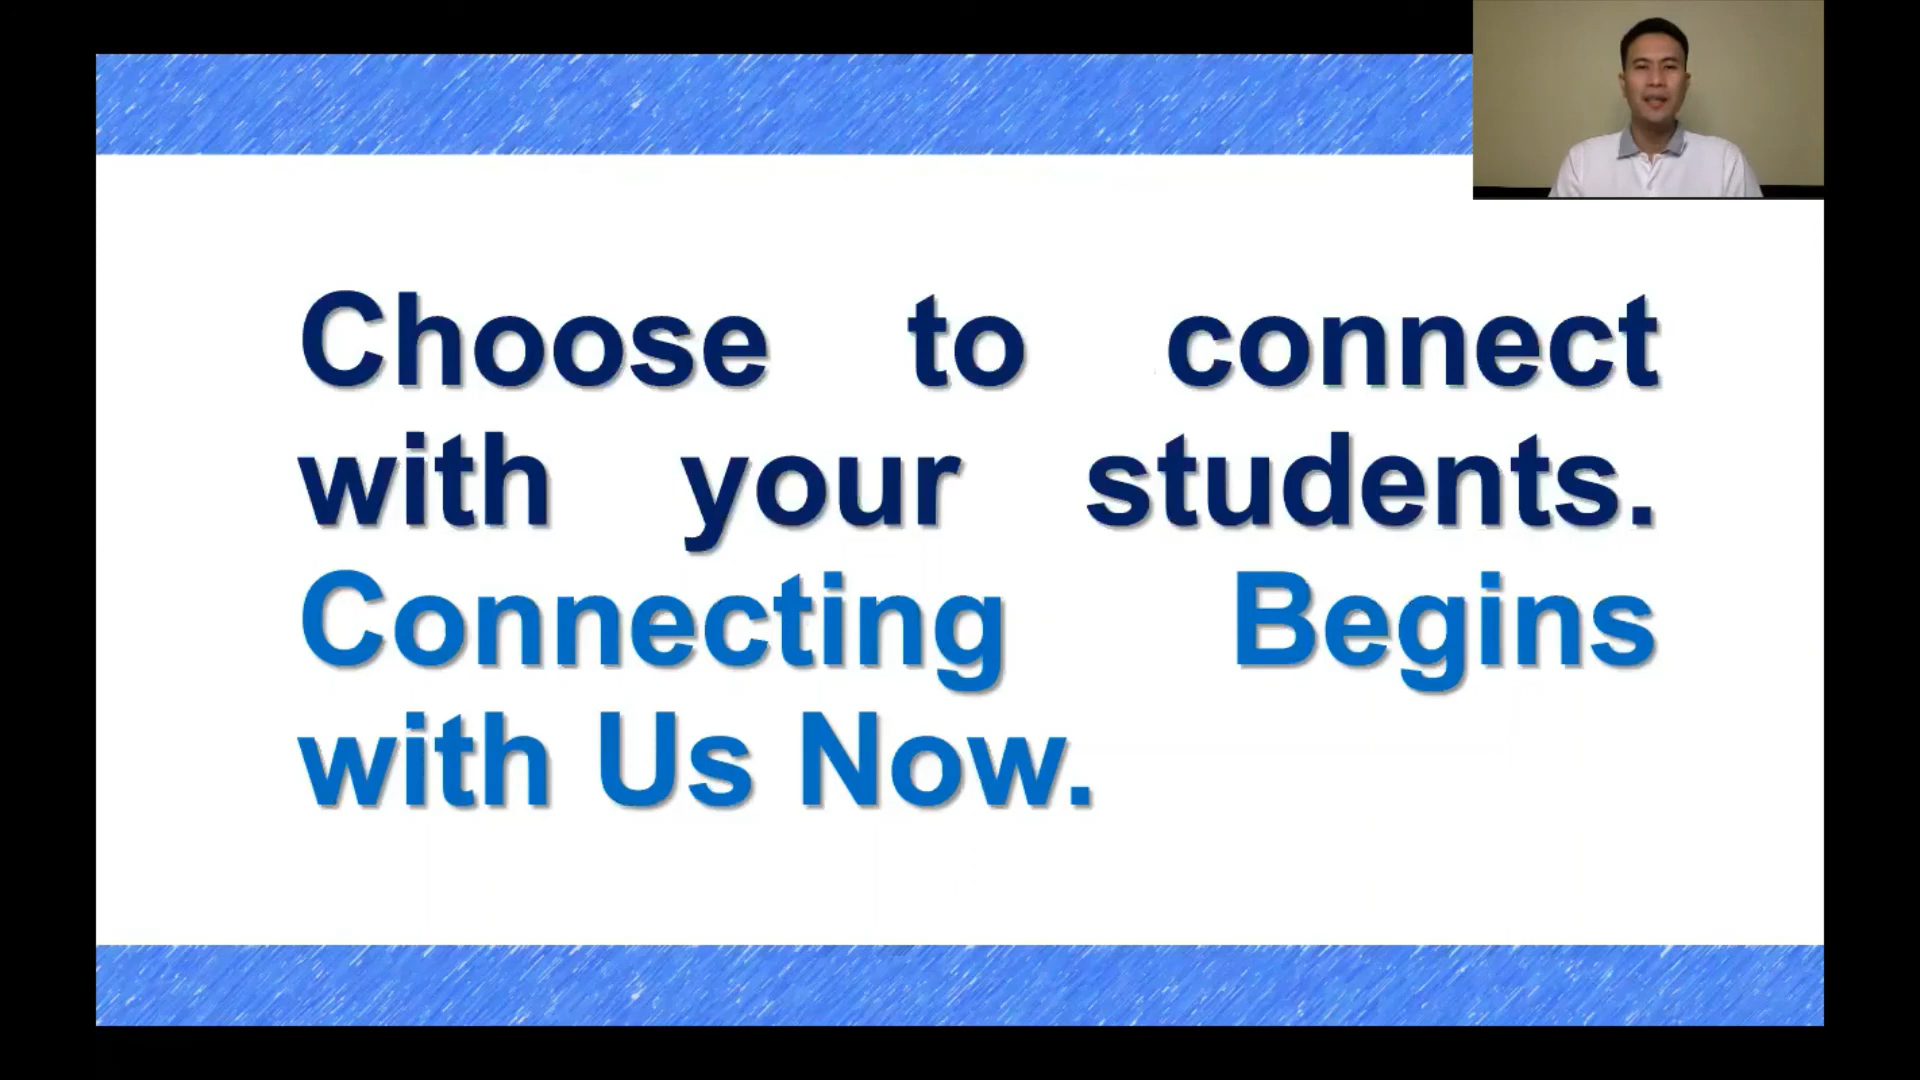 Choose to connect
with your students.
Connecting Begins
with Us Now.